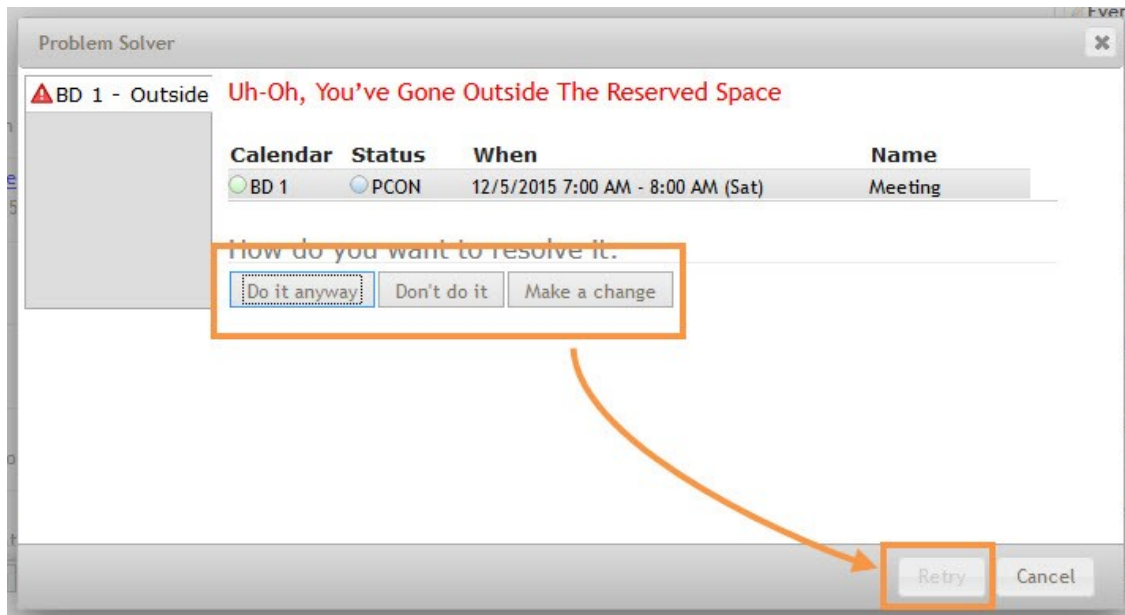 Even
Problem Solver
BD 1 - Outside
Uh-Oh, You've Gone Outside The Reserved Space
Calendar Status When Name
BD 1 PCON 12/5/2015 7:00 AM - 8:00 AM (Sat) Meeting
How do you want to resolve it.
Do it anyway Don't do it Make a change
Retry Cancel